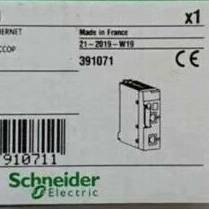 x1
ERNET
CCOP
Made in France
21-2019-W19
391071
CE
910711
Schneider
Electric